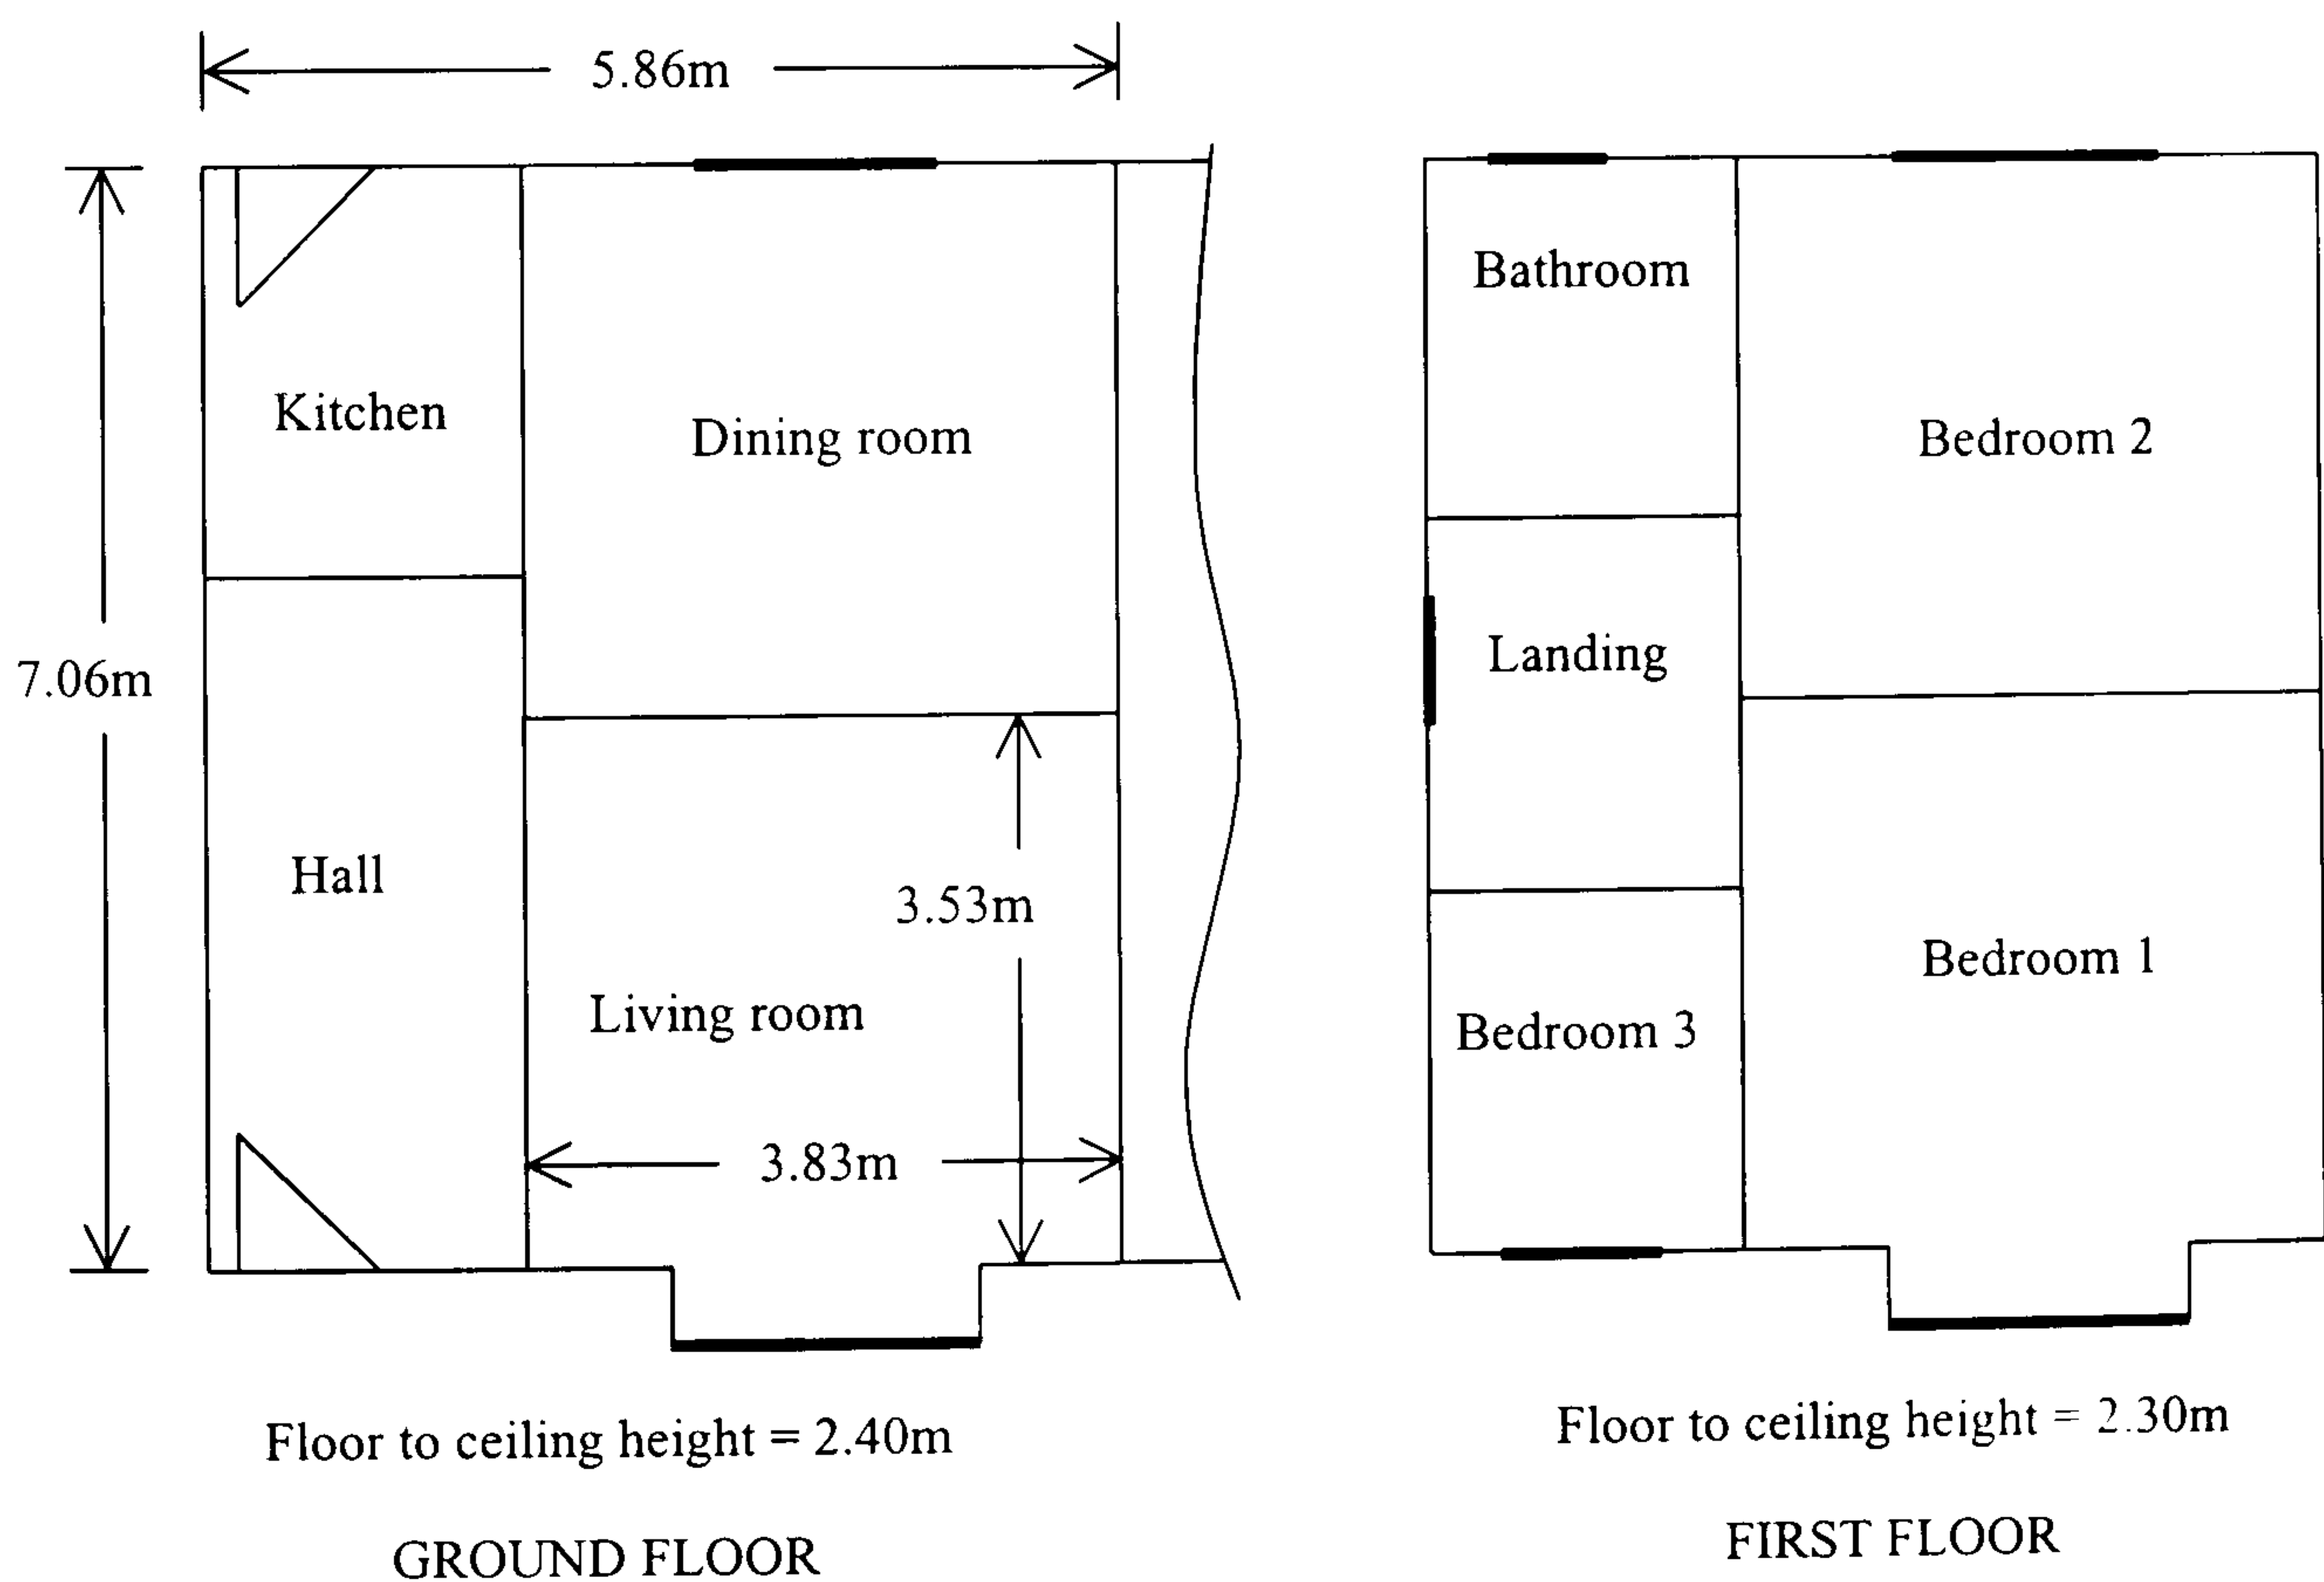 5.86m
Kitchen
Dining room
7.06m
Hall
3.53m
Living room
3.83m
Floor to ceiling height = 2.40m
GROUND FLOOR
Bathroom
Bedroom 2
Landing
Bedroom 1
Bedroom 3
Floor to ceiling height = 2.30m
FIRST FLOOR